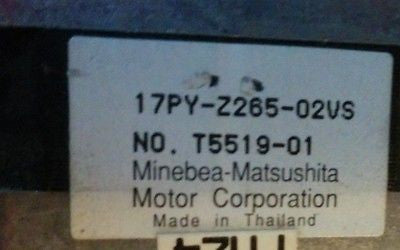 17PY-Z265-02VS
NO. T5519-01
Minebea-Matsushita
Motor Corporation
Made in Thailand